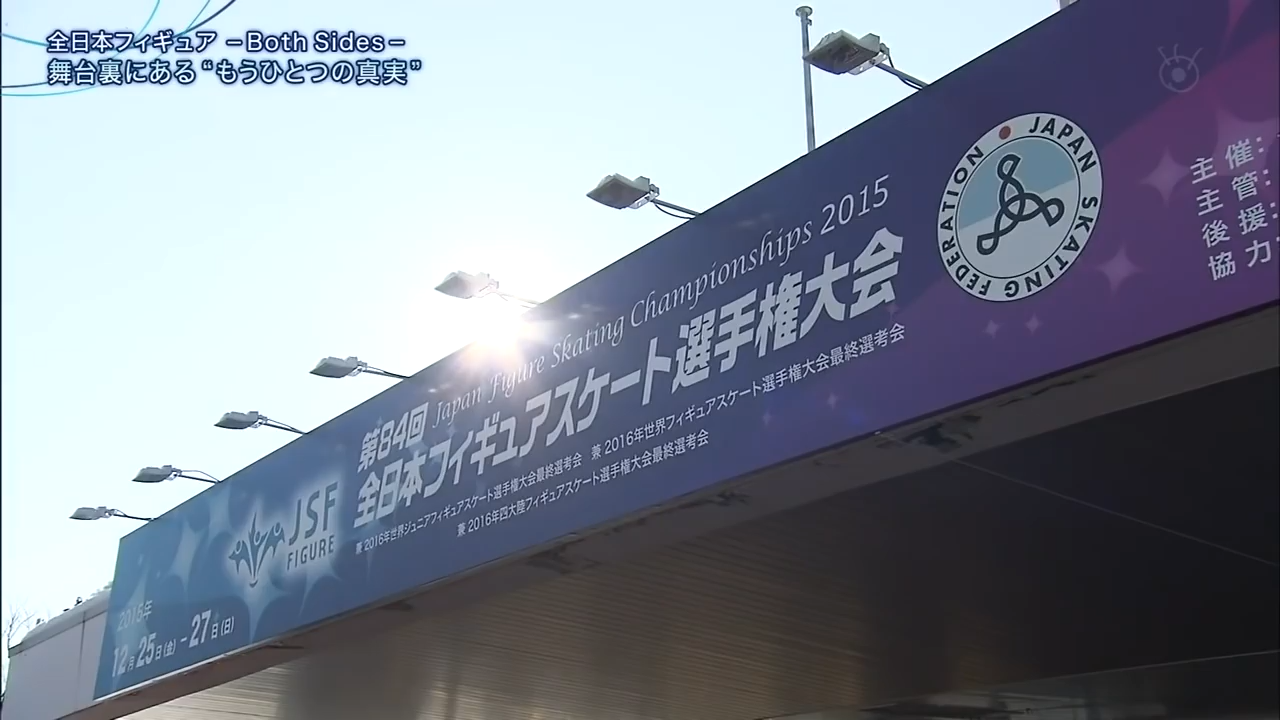 全日本フィギュア －Both Sides－
舞台裏にある“もうひとつの真実”
JAPAN SKATING FEDERATION
主催:
主管:
後援:
協力
Japan Figure Skating Championships 2015
第84回
全日本フィギュアスケート選手権大会
兼 2016年世界ジュニアフィギュアスケート選手権大会最終選考会 兼 2016年世界フィギュアスケート選手権大会最終選考会
兼 2016年四大陸フィギュアスケート選手権大会最終選考会
JSF
FIGURE
2015年
12月25日(金)-27日(日)